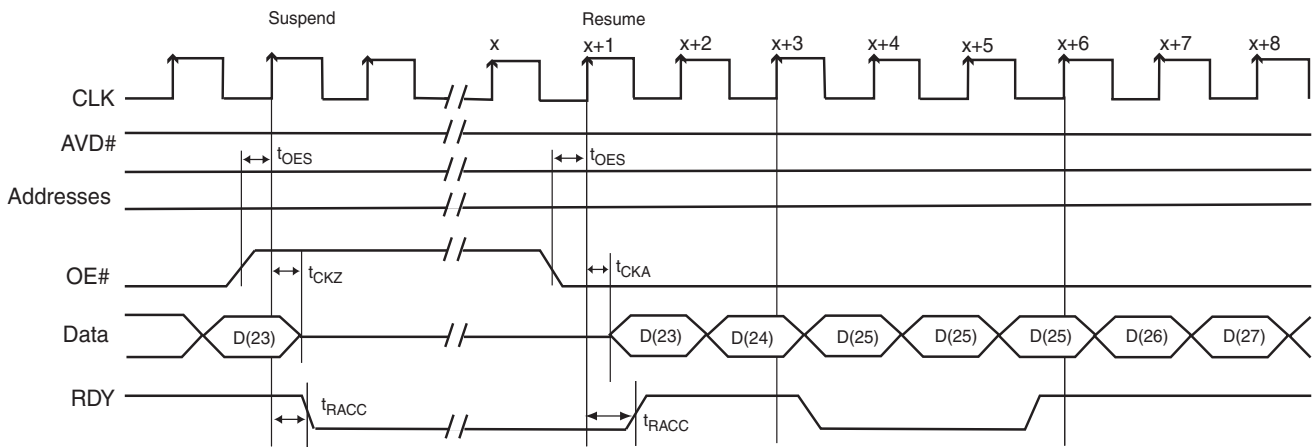 Suspend Resume
x x+1 x+2 x+3 x+4 x+5 x+6 x+7 x+8
CLK
AVD#
tOES tOES
Addresses
OE#
tCKZ tCKA
Data D(23) D(23) D(24) D(25) D(25) D(25) D(26) D(27)
RDY
tRACC tRACC